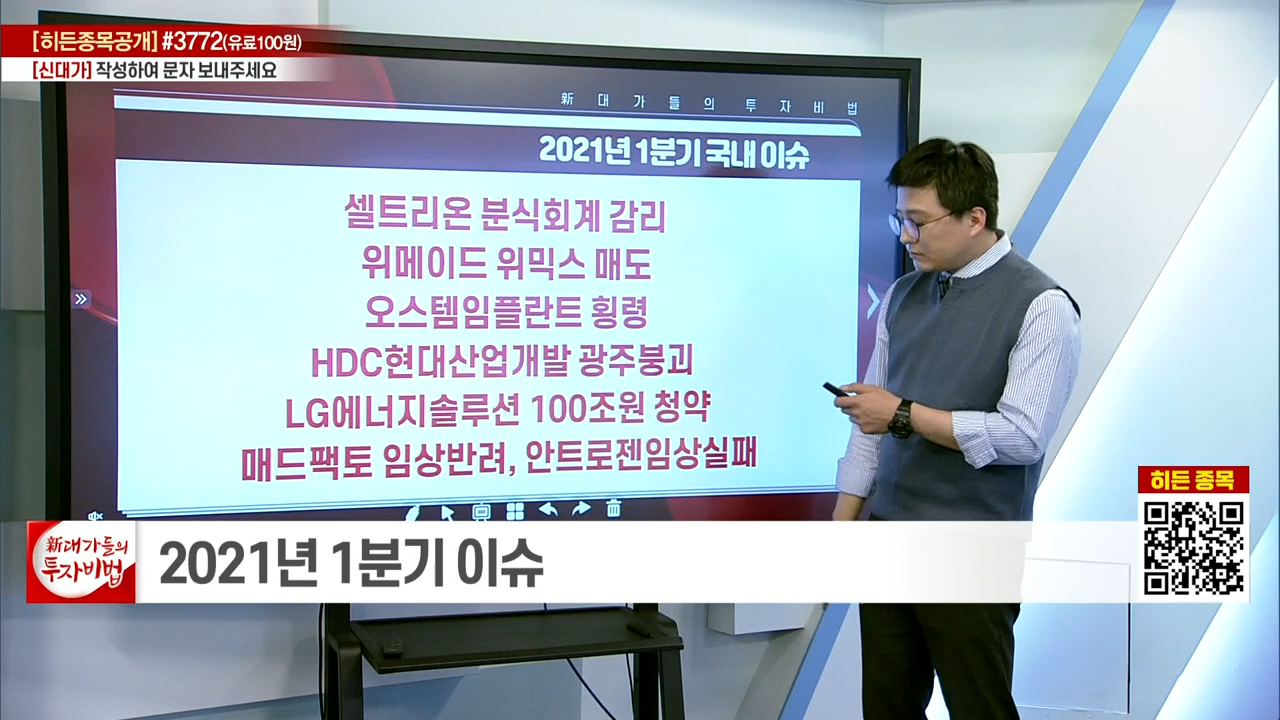 [히든종목공개] #3772(유료100원)
[신대가] 작성하여 문자 보내주세요
新 대 가 들 의 투 자 비 법
2021년 1분기 국내 이슈
셀트리온 분식회계 감리
위메이드 위믹스 매도
오스템임플란트 횡령
HDC현대산업개발 광주붕괴
LG에너지솔루션 100조원 청약
매드팩토 임상반려, 안트로젠임상실패
히든 종목
新대가들의
투자비법
2021년 1분기 이슈